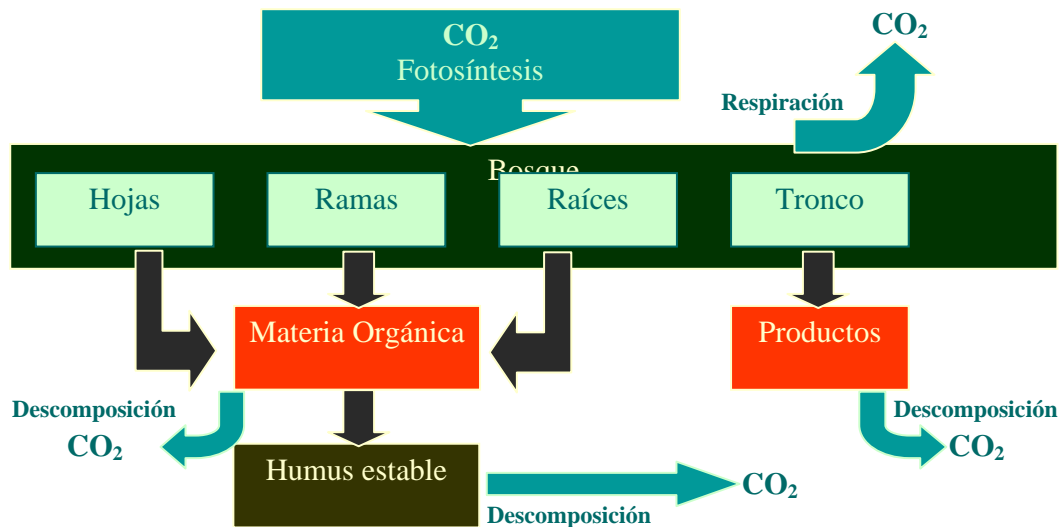 CO₂
Fotosíntesis
CO₂
Respiración
Bosque
Hojas
Ramas
Raíces
Tronco
Materia Orgánica
Productos
Descomposición
CO₂
Descomposición
CO₂
Humus estable
CO₂
Descomposición